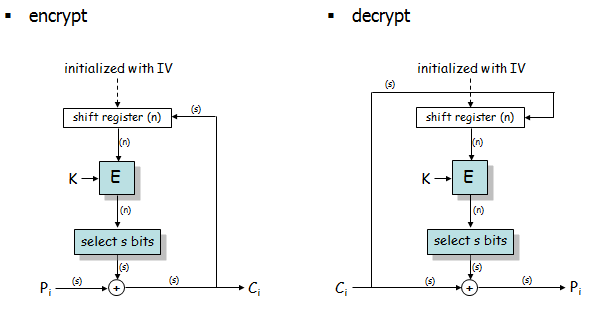 ▪ encrypt
initialized with IV
(s)
shift register (n)
(n)
K
E
(n)
select s bits
(s)
Pi
(s)
+
(s)
Ci
▪ decrypt
initialized with IV
(s)
shift register (n)
(n)
K
E
(n)
select s bits
(s)
Ci
(s)
+
(s)
Pi